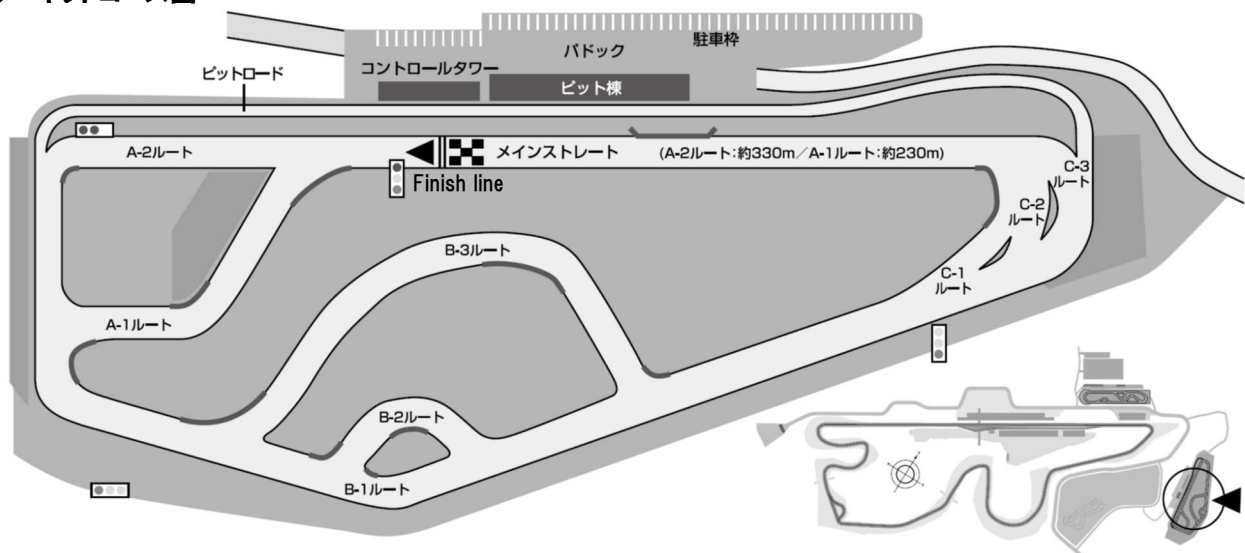 駐車枠
パドック
コントロールタワー
ピットロード
ピット棟
A-2ルート
メインストレート
(A-2ルート:約330m/A-1ルート:約230m)
Finish line
C-3
ルート
C-2
ルート
B-3ルート
C-1
ルート
A-1ルート
B-2ルート
B-1ルート